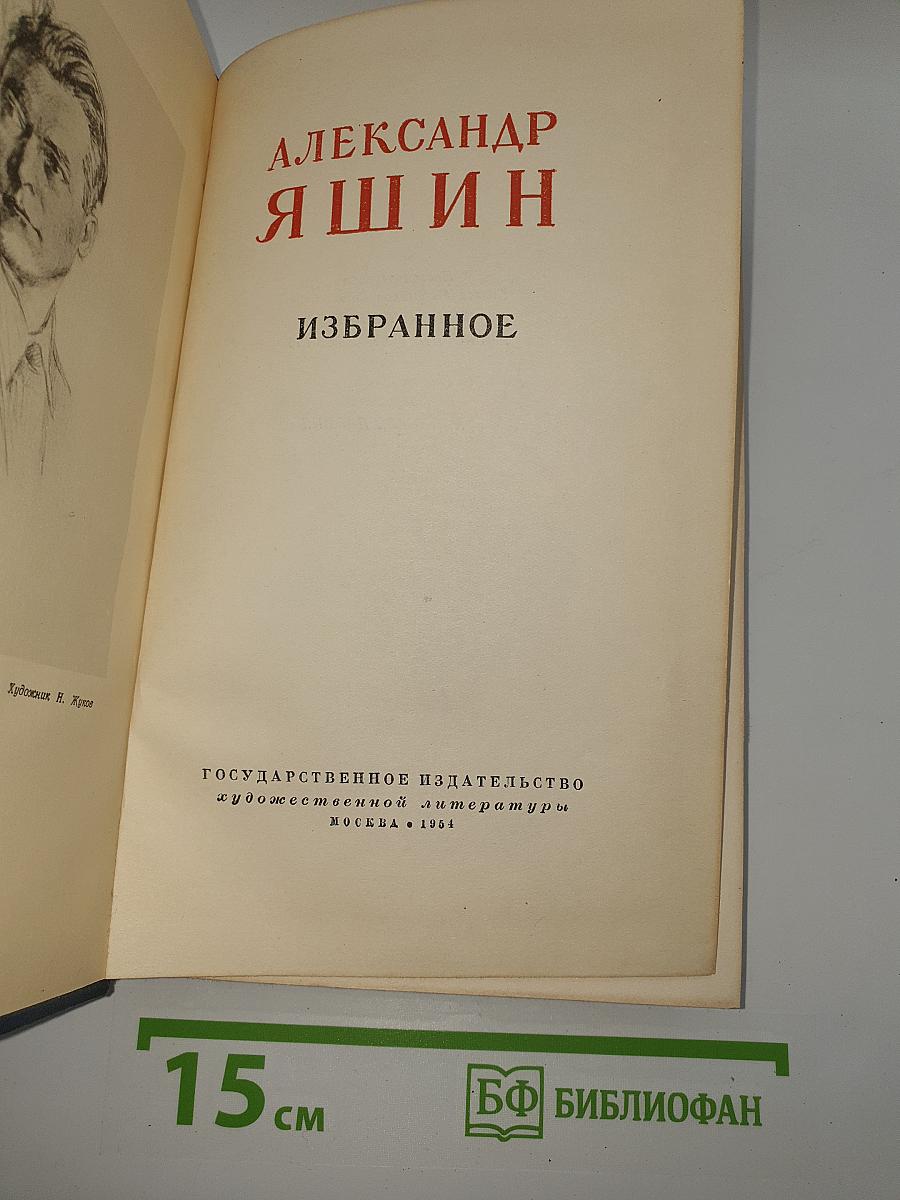 АЛЕКСАНДР
ЯШИН
ИЗБРАННОЕ
Художник Н. Жуков
ГОСУДАРСТВЕННОЕ ИЗДАТЕЛЬСТВО
художественной литературы
МОСКВА • 1954
15 см
БФ БИБЛИОФАН